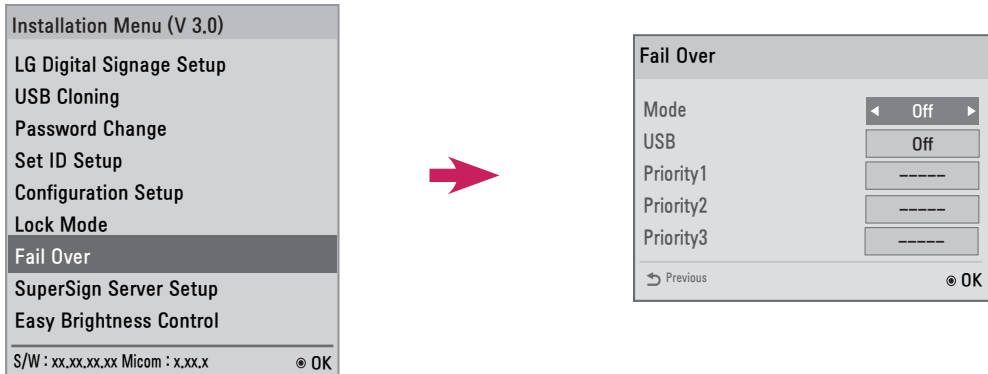 Installation Menu (V 3.0)
LG Digital Signage Setup
USB Cloning
Password Change
Set ID Setup
Configuration Setup
Lock Mode
Fail Over
SuperSign Server Setup
Easy Brightness Control
S/W : xx.xx.xx.xx Micom : x.xx.x ◉ OK
Fail Over
Mode ◀ Off ▶
USB Off
Priority1 –––––
Priority2 –––––
Priority3 –––––
Previous ◉ OK